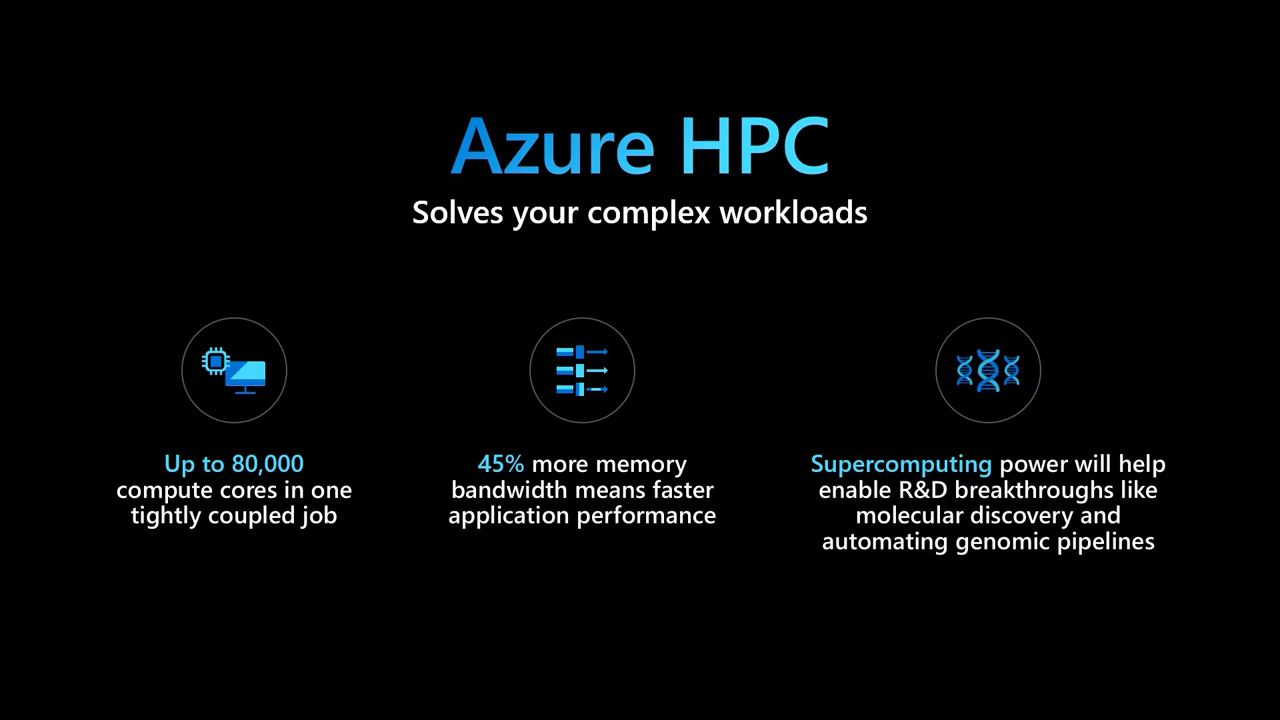 Azure HPC
Solves your complex workloads
Up to 80,000
compute cores in one
tightly coupled job
45% more memory
bandwidth means faster
application performance
Supercomputing power will help
enable R&D breakthroughs like
molecular discovery and
automating genomic pipelines